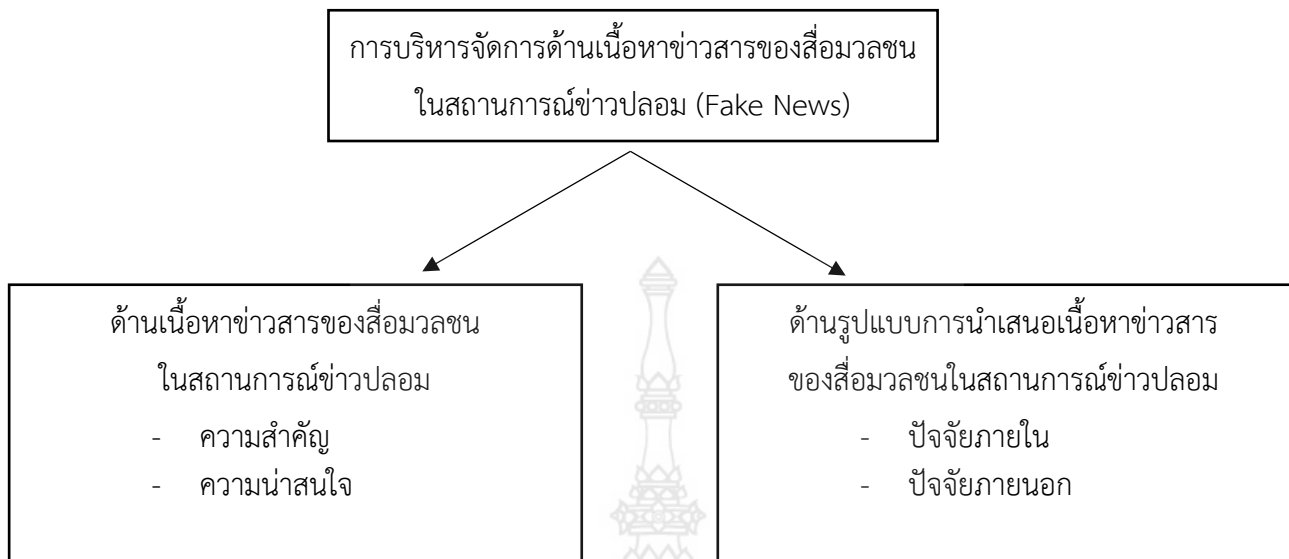 การบริหารจัดการด้านเนื้อหาข่าวสารของสื่อมวลชน
ในสถานการณ์ข่าวปลอม (Fake News)
ด้านเนื้อหาข่าวสารของสื่อมวลชน
ในสถานการณ์ข่าวปลอม
- ความสำคัญ
- ความน่าสนใจ
ด้านรูปแบบการนำเสนอเนื้อหาข่าวสาร
ของสื่อมวลชนในสถานการณ์ข่าวปลอม
- ปัจจัยภายใน
- ปัจจัยภายนอก